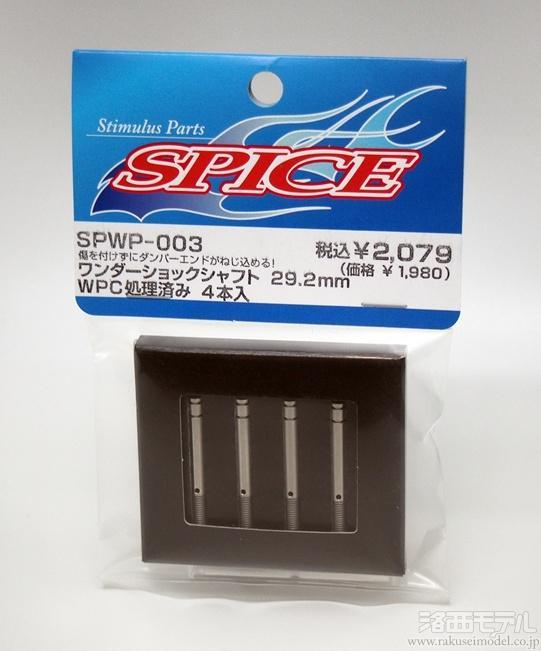 Stimulus Parts
SPICE
SPWP-003
税込¥2,079
傷を付けずにダンパーエンドがねじ込める!
(価格 ¥1,980)
ワンダーショックシャフト 29.2mm
WPC処理済み 4本入
洛西モデル
www.rakuseimodel.co.jp